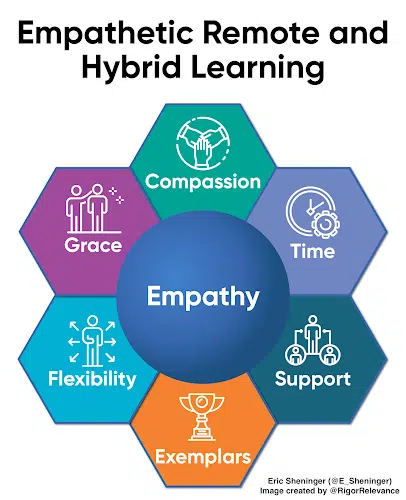 Empathetic Remote and
Hybrid Learning
Compassion
Grace
Time
Empathy
Flexibility
Support
Exemplars
Eric Sheninger (@E_Sheninger)
Image created by @RigorRelevance